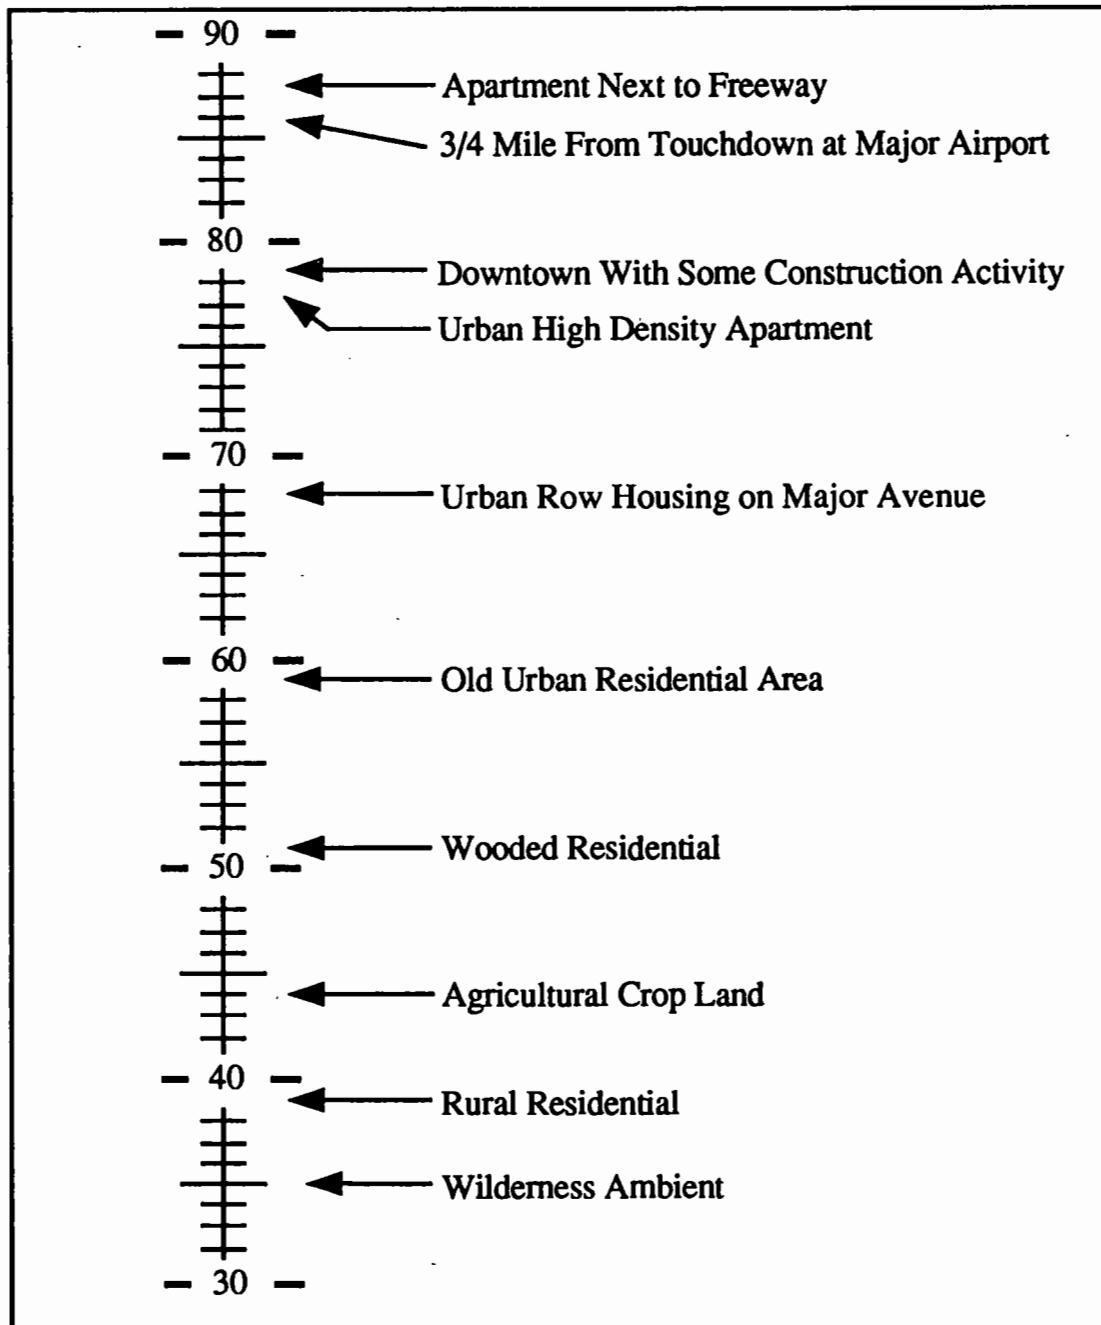 90
Apartment Next to Freeway
3/4 Mile From Touchdown at Major Airport
80
Downtown With Some Construction Activity
Urban High Density Apartment
70
Urban Row Housing on Major Avenue
60
Old Urban Residential Area
Wooded Residential
50
Agricultural Crop Land
40
Rural Residential
Wilderness Ambient
30